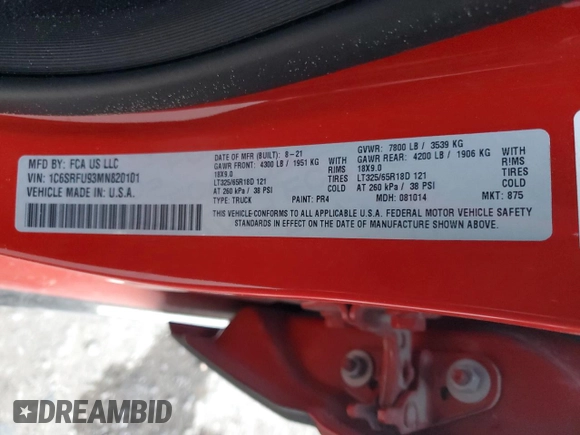 MFD BY: FCA US LLC
VIN: 1C6SRFU93MN820101
VEHICLE MADE IN: U.S.A.
DATE OF MFR (BUILT): 8-21
GAWR FRONT: 4300 LB / 1951 KG WITH
18X9.0 RIMS
LT325/65R18D 121 TIRES
AT 260 kPa / 38 PSI
GVWR: 7800 LB / 3539 KG
GAWR REAR: 4200 LB / 1906 KG WITH
18X9.0 RIMS
LT325/65R18D 121 TIRES
AT 260 kPa / 38 PSI
TYPE: TRUCK PAINT: PR4 MDH: 081014 MKT: 875
THIS VEHICLE CONFORMS TO ALL APPLICABLE U.S.A. FEDERAL MOTOR VEHICLE SAFETY
STANDARDS IN EFFECT ON THE DATE OF MANUFACTURE SHOWN ABOVE.
DREAMBID